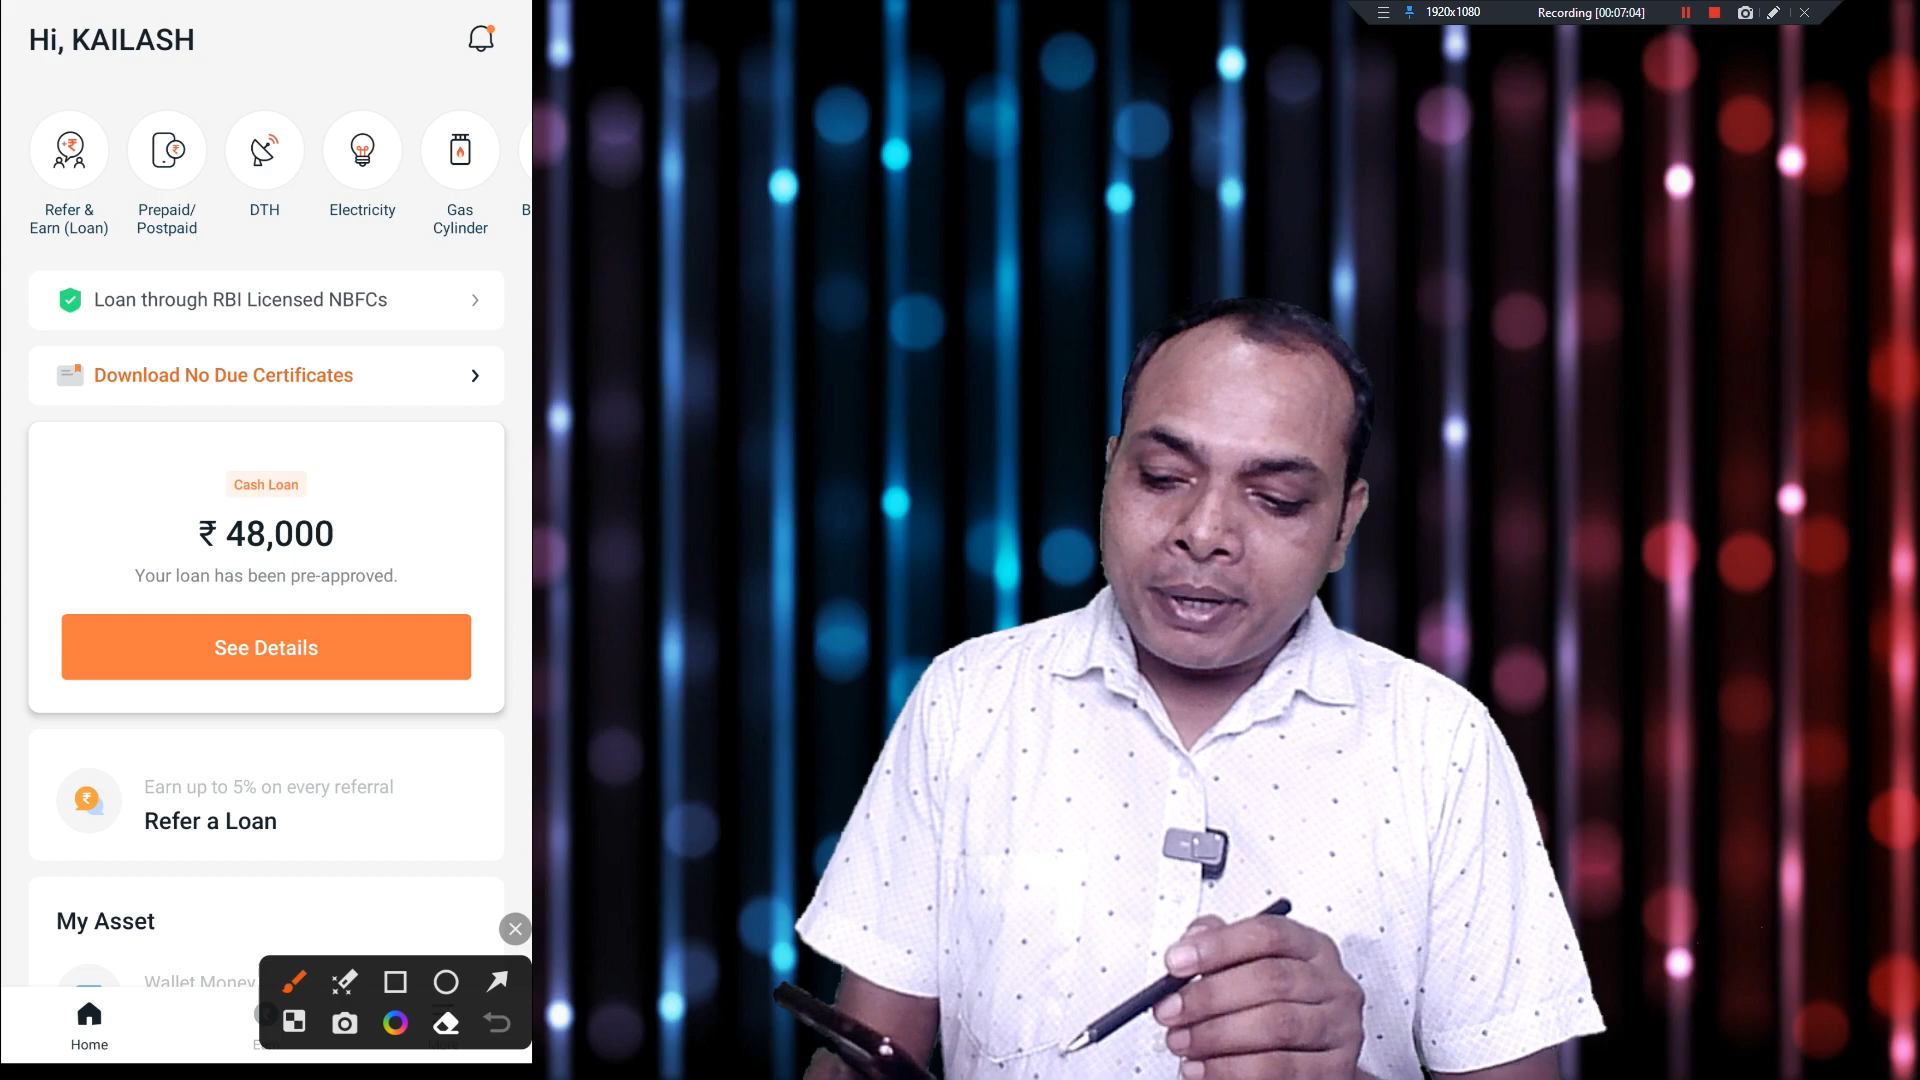 1920x1080
Recording [00:07:04]
Hi, KAILASH
Refer &
Earn (Loan)
Prepaid/
Postpaid
DTH
Electricity
Gas
Cylinder
B
Loan through RBI Licensed NBFCs
Download No Due Certificates
Cash Loan
₹ 48,000
Your loan has been pre-approved.
See Details
Earn up to 5% on every referral
Refer a Loan
My Asset
Wallet Money
Home